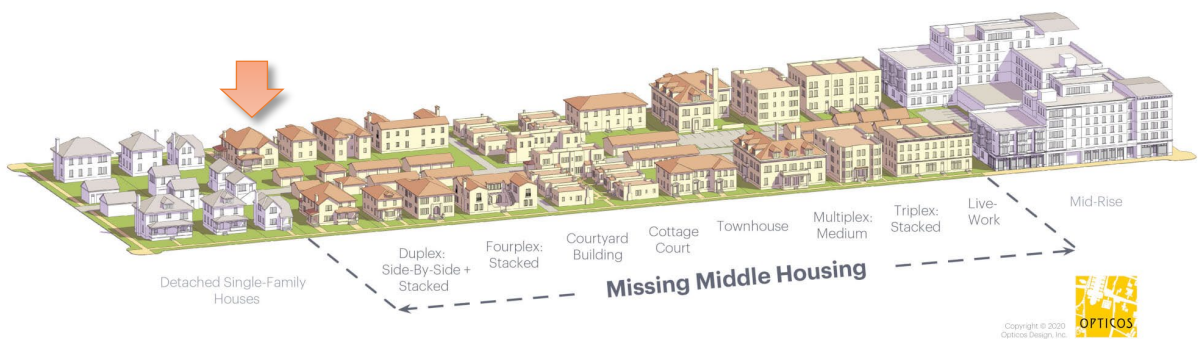 Detached Single-Family
Houses
Duplex:
Side-By-Side +
Stacked
Fourplex:
Stacked
Courtyard
Building
Cottage
Court
Townhouse
Multiplex:
Medium
Triplex:
Stacked
Live-
Work
Mid-Rise
Missing Middle Housing
Copyright © 2020
Opticos Design, Inc.
OPTICOS